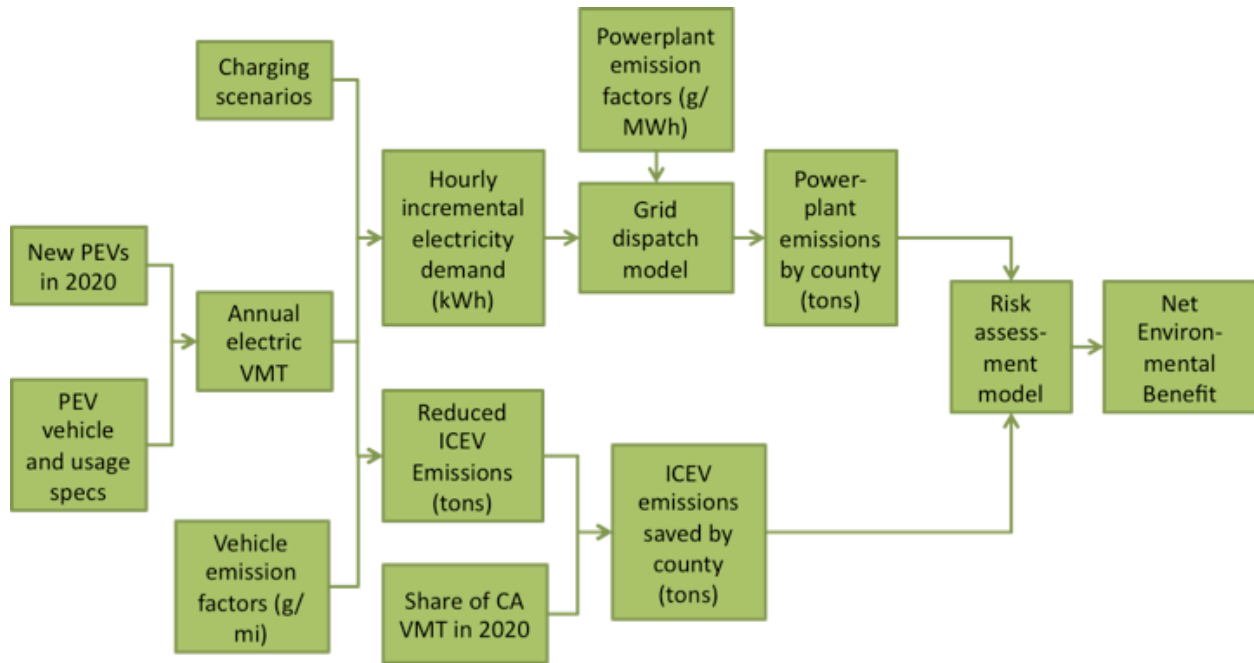 Charging
scenarios
New PEVs
in 2020
PEV
vehicle
and usage
specs
Annual
electric
VMT
Vehicle
emission
factors (g/
mi)
Hourly
incremental
electricity
demand
(kWh)
Reduced
ICEV
Emissions
(tons)
Share of CA
VMT in 2020
Powerplant
emission
factors (g/
MWh)
Grid
dispatch
model
Power-
plant
emissions
by county
(tons)
ICEV
emissions
saved by
county
(tons)
Risk
assess-
ment
model
Net
Environ-
mental
Benefit